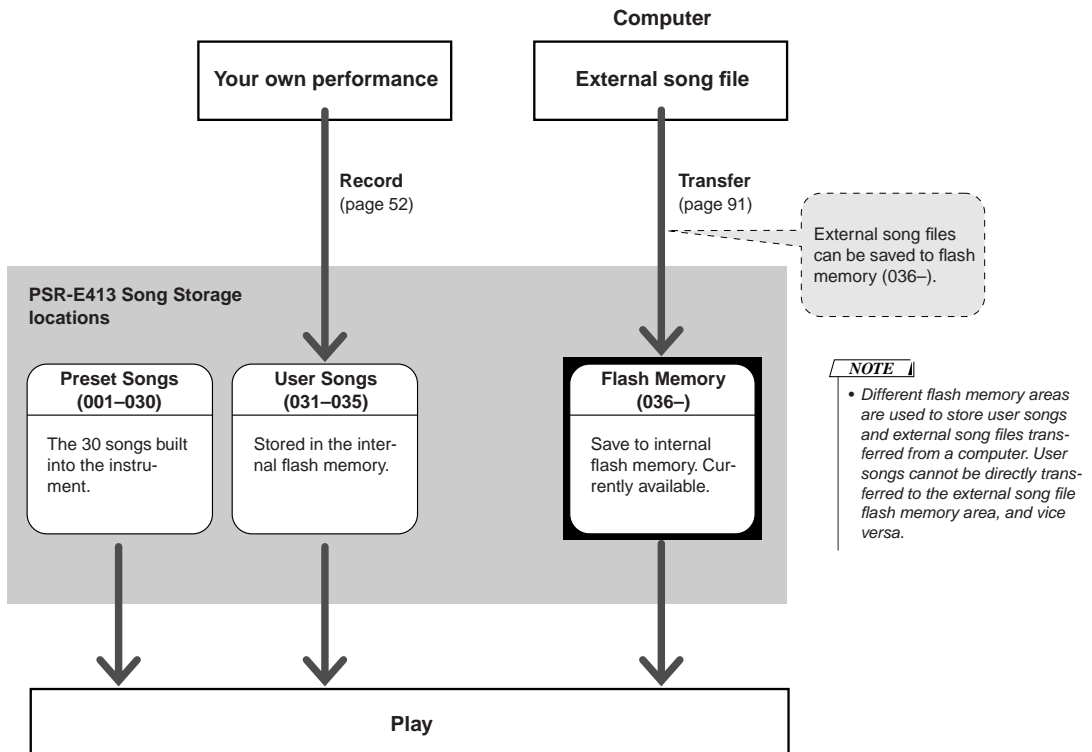 Computer
Your own performance
External song file
Record
(page 52)
Transfer
(page 91)
External song files
can be saved to flash
memory (036–).
PSR-E413 Song Storage
locations
Preset Songs
(001–030)
The 30 songs built
into the instru-
ment.
User Songs
(031–035)
Stored in the inter-
nal flash memory.
Flash Memory
(036–)
Save to internal
flash memory. Cur-
rently available.
NOTE
• Different flash memory areas
are used to store user songs
and external song files trans-
ferred from a computer. User
songs cannot be directly trans-
ferred to the external song file
flash memory area, and vice
versa.
Play